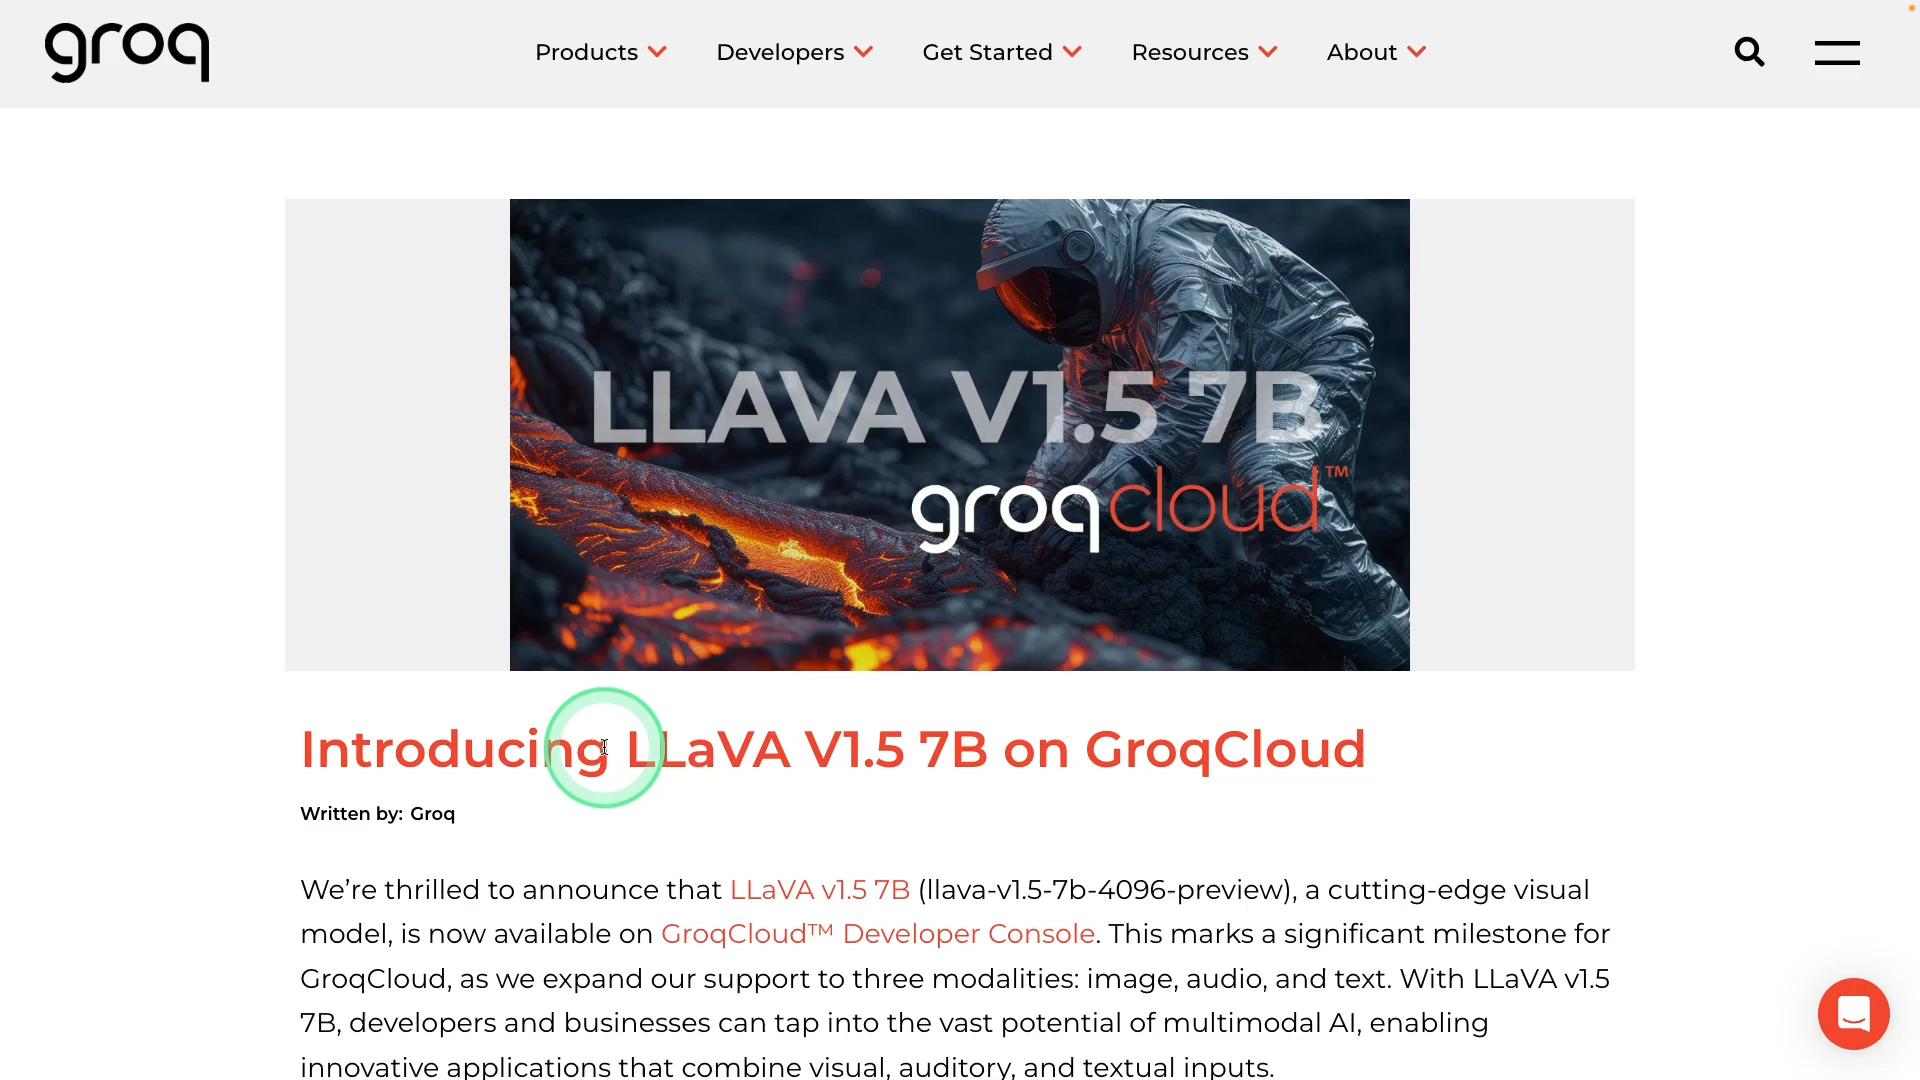 groq
Products
Developers
Get Started
Resources
About
LLAVA V1.5 7B
groqcloud™
Introducing LLaVA V1.5 7B on GroqCloud
Written by: Groq
We’re thrilled to announce that LLaVA v1.5 7B (llava-v1.5-7b-4096-preview), a cutting-edge visual
model, is now available on GroqCloud™ Developer Console. This marks a significant milestone for
GroqCloud, as we expand our support to three modalities: image, audio, and text. With LLaVA v1.5
7B, developers and businesses can tap into the vast potential of multimodal AI, enabling
innovative applications that combine visual, auditory, and textual inputs.